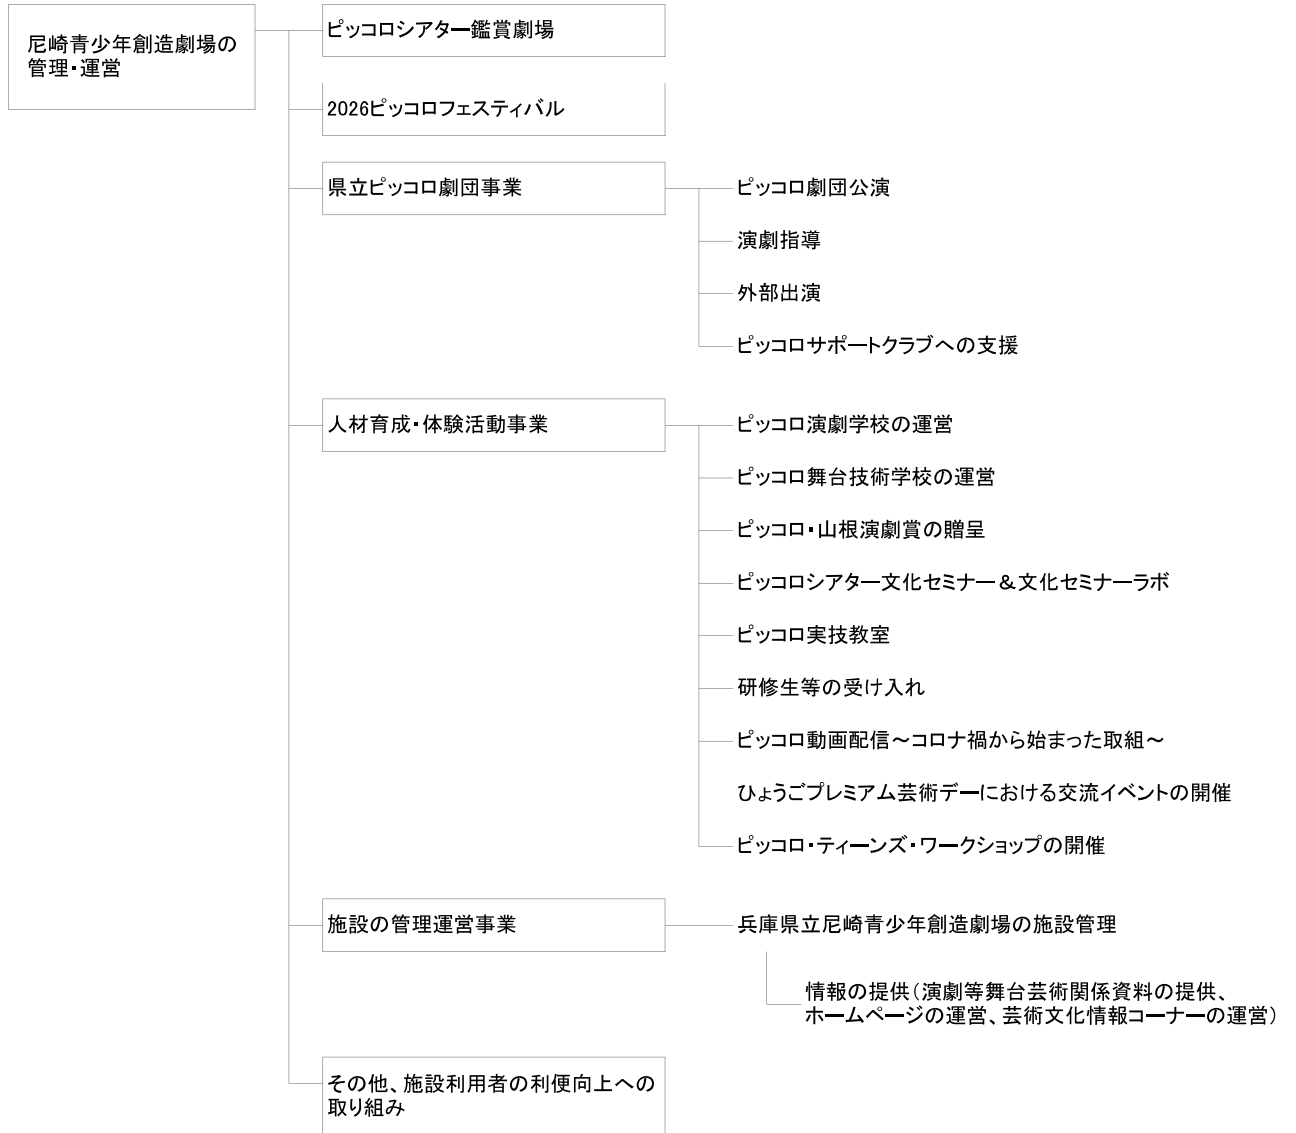 尼崎青少年創造劇場の
管理・運営
ピッコロシアター鑑賞劇場
2026ピッコロフェスティバル
県立ピッコロ劇団事業
ピッコロ劇団公演
演劇指導
外部出演
ピッコロサポートクラブへの支援
人材育成・体験活動事業
ピッコロ演劇学校の運営
ピッコロ舞台技術学校の運営
ピッコロ・山根演劇賞の贈呈
ピッコロシアター文化セミナー＆文化セミナーラボ
ピッコロ実技教室
研修生等の受け入れ
ピッコロ動画配信～コロナ禍から始まった取組～
ひょうごプレミアム芸術デーにおける交流イベントの開催
ピッコロ・ティーンズ・ワークショップの開催
施設の管理運営事業
兵庫県立尼崎青少年創造劇場の施設管理
情報の提供（演劇等舞台芸術関係資料の提供、
ホームページの運営、芸術文化情報コーナーの運営）
その他、施設利用者の利便向上への
取り組み